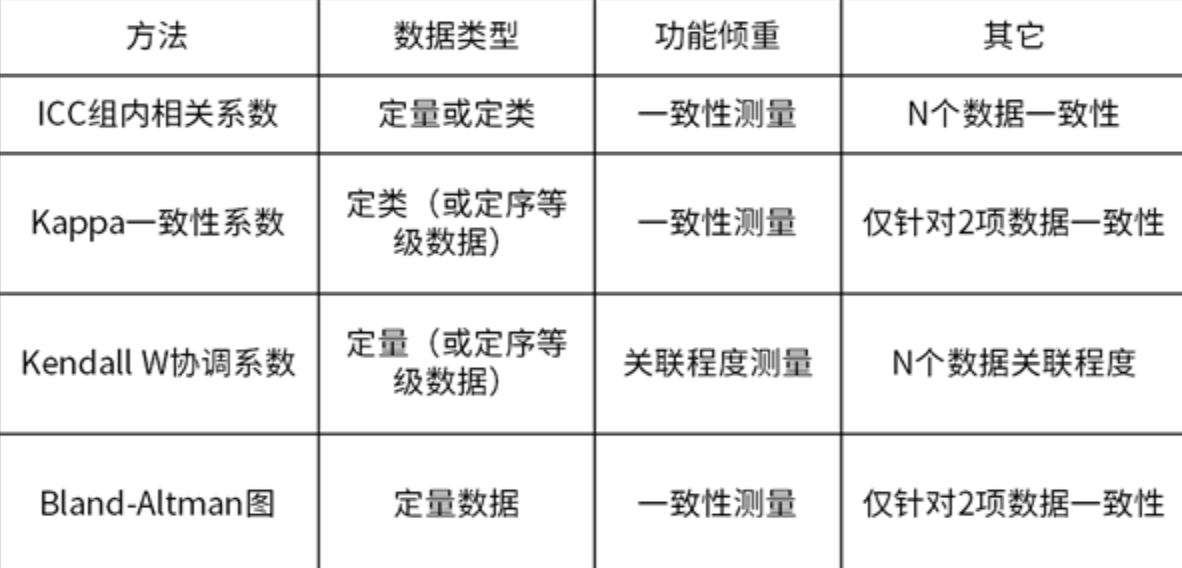 方法 数据类型 功能倾重 其它
ICC组内相关系数 定量或定类 一致性测量 N个数据一致性
Kappa一致性系数 定类（或定序等
级数据） 一致性测量 仅针对2项数据一致性
Kendall W协调系数 定量（或定序等
级数据） 关联程度测量 N个数据关联程度
Bland-Altman图 定量数据 一致性测量 仅针对2项数据一致性